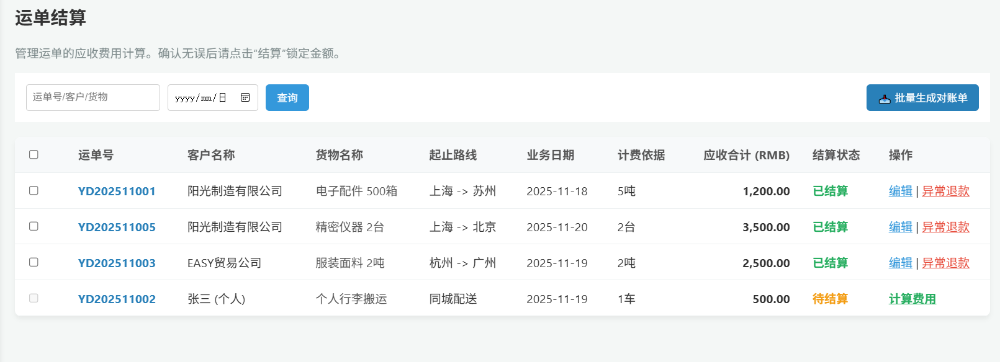 运单结算
管理运单的应收费用计算。确认无误后请点击“结算”锁定金额。
运单号/客户/货物 yyyy/mm/日 查询 批量生成对账单
运单号 客户名称 货物名称 起止路线 业务日期 计费依据 应收合计 (RMB) 结算状态 操作
YD202511001 阳光制造有限公司 电子配件 500箱 上海 -> 苏州 2025-11-18 5吨 1,200.00 已结算 编辑 | 异常退款
YD202511005 阳光制造有限公司 精密仪器 2台 上海 -> 北京 2025-11-20 2台 3,500.00 已结算 编辑 | 异常退款
YD202511003 EASY贸易公司 服装面料 2吨 杭州 -> 广州 2025-11-19 2吨 2,500.00 已结算 编辑 | 异常退款
YD202511002 张三 (个人) 个人行李搬运 同城配送 2025-11-19 1车 500.00 待结算 计算费用